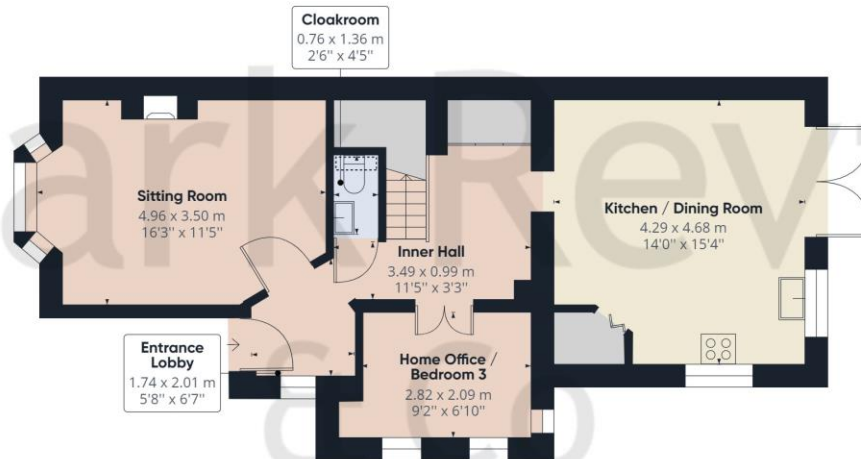 Cloakroom
0.76 x 1.36 m
2'6" x 4'5"
Sitting Room
4.96 x 3.50 m
16'3" x 11'5"
Kitchen / Dining Room
4.29 x 4.68 m
14'0" x 15'4"
Inner Hall
3.49 x 0.99 m
11'5" x 3'3"
Entrance
Lobby
1.74 x 2.01 m
5'8" x 6'7"
Home Office /
Bedroom 3
2.82 x 2.09 m
9'2" x 6'10"
& Co